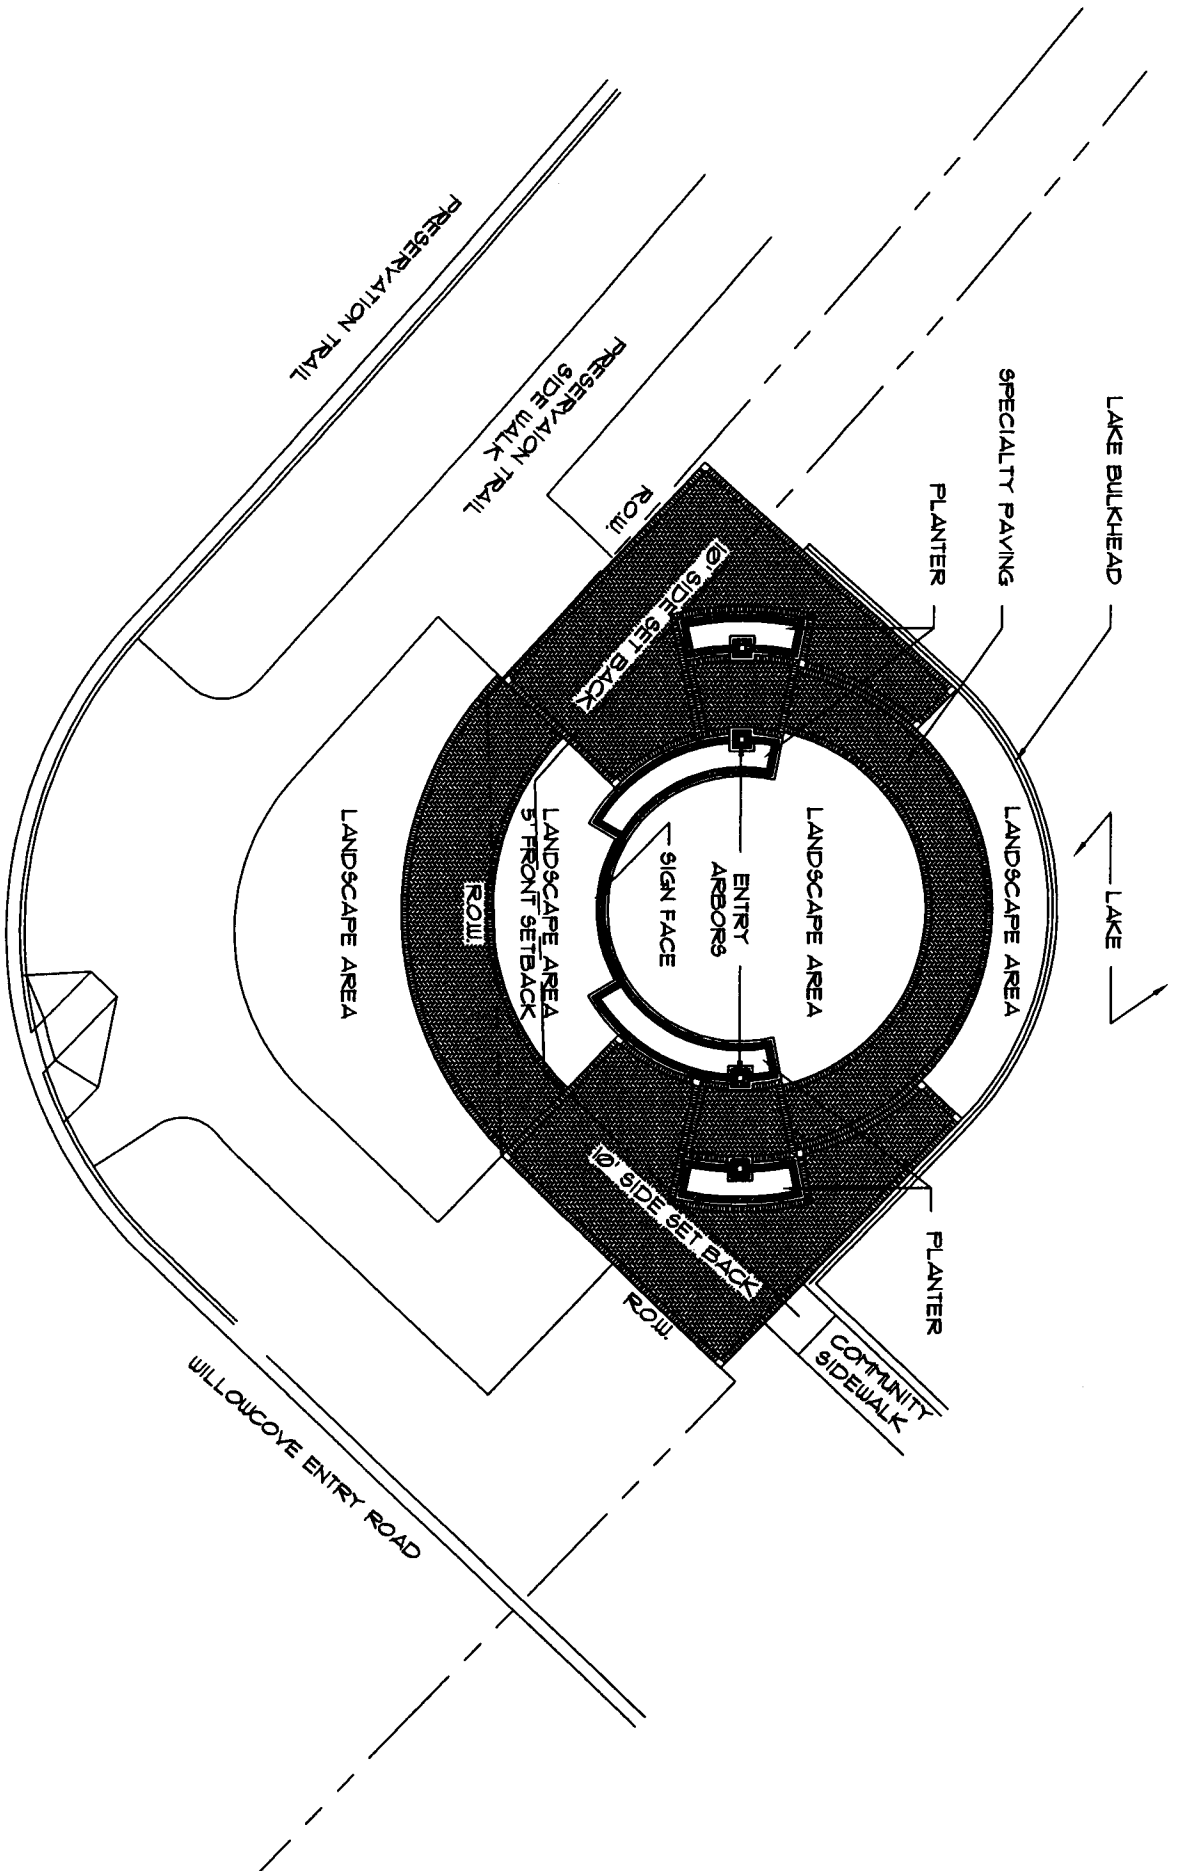 LAKE
LAKE BULKHEAD
LANDSCAPE AREA
SPECIALTY PAVING
PLANTER
PLANTER
COMMUNITY
SIDEWALK
LANDSCAPE AREA
ENTRY
ARBORS
SIGN FACE
10' SIDE SET BACK
10' SIDE SET BACK
R.O.W.
R.O.W.
LANDSCAPE AREA
5' FRONT SETBACK
R.O.W.
PRESERVAION TRAIL
SIDE WALK
LANDSCAPE AREA
PRESERVATION TRAIL
WILLOWCOVE ENTRY ROAD